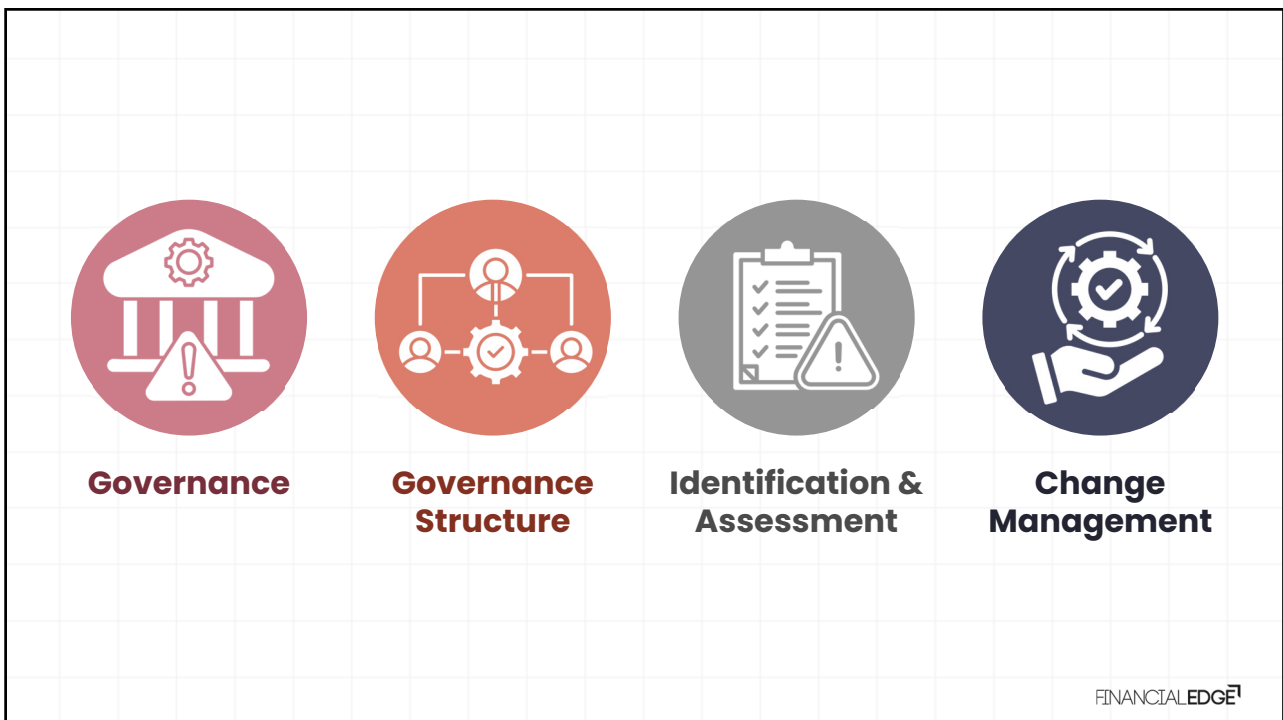 Governance
Governance
Structure
Identification &
Assessment
Change
Management
FINANCIALEDGE